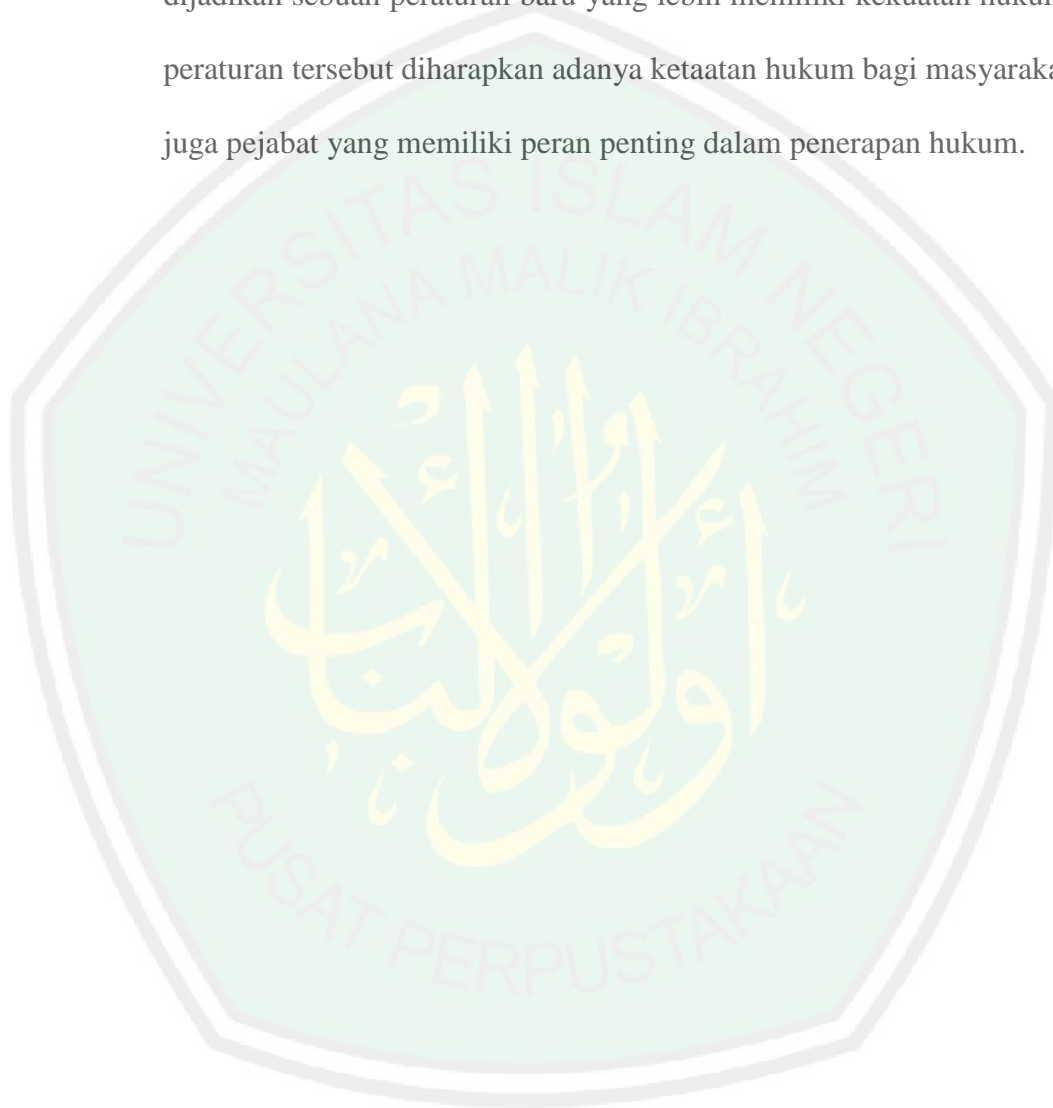 dijadikan sebuah peraturan baru yang lebih memiliki kekuatan hukum
peraturan tersebut diharapkan adanya ketaatan hukum bagi masyaraka
juga pejabat yang memiliki peran penting dalam penerapan hukum.
UNIVERSITAS ISLAM NEGERI
MAULANA MALIK IBRAHIM
أولوا الألباب
PUSAT PERPUSTAKAAN